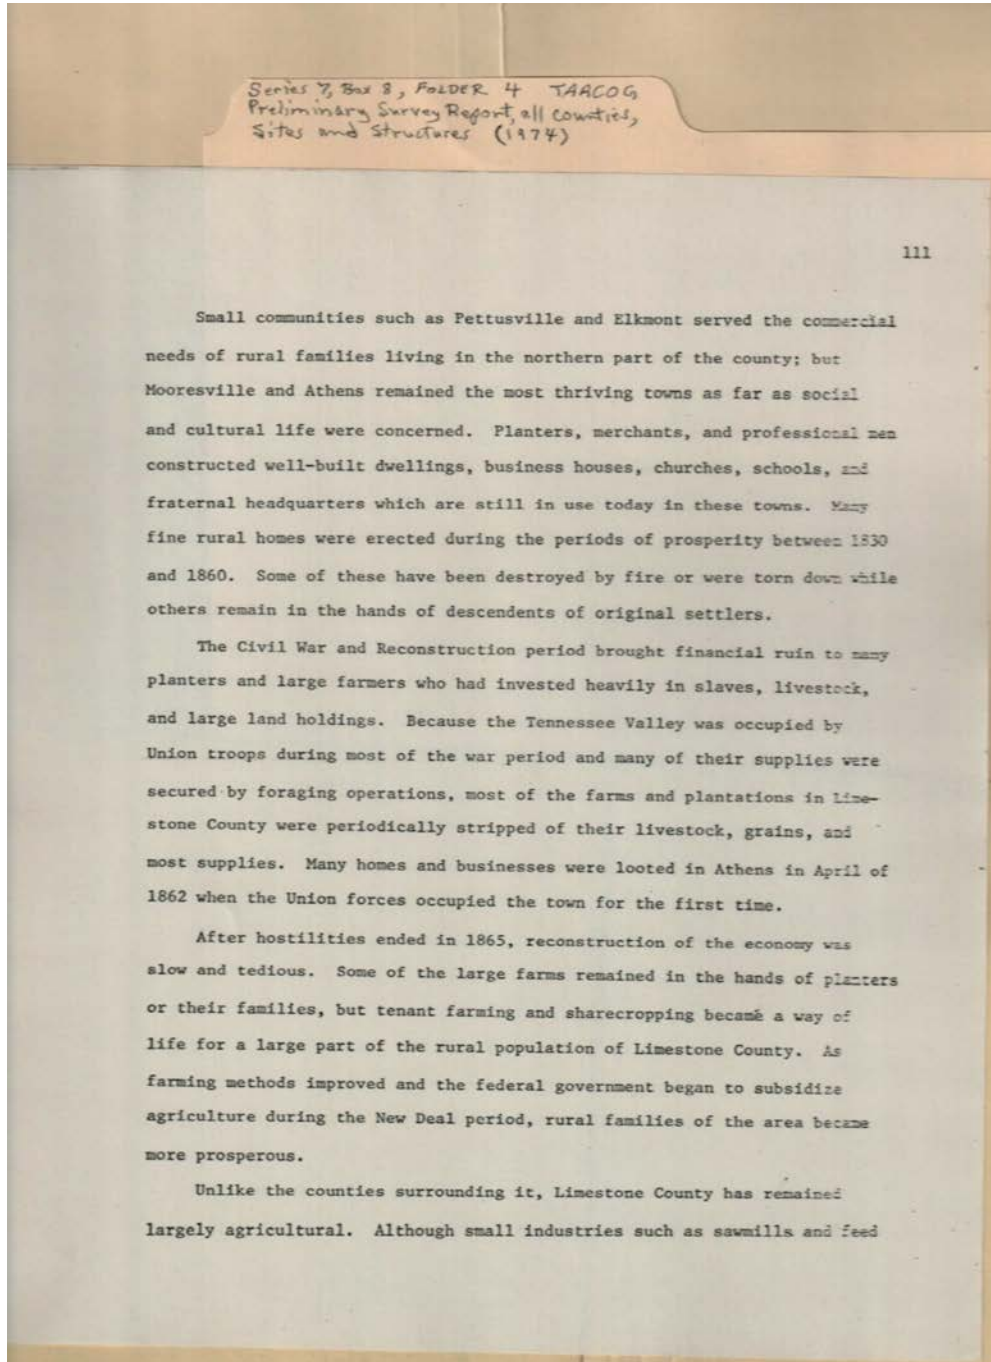 Series 7, Box 8, FOLDER 4 TARCOG
Preliminary Survey Report, all counties,
Sites and Structures (1974)
111
Small communities such as Pettusville and Elkmont served the commercial
needs of rural families living in the northern part of the county; but
Mooresville and Athens remained the most thriving towns as far as social
and cultural life were concerned. Planters, merchants, and professional men
constructed well-built dwellings, business houses, churches, schools, and
fraternal headquarters which are still in use today in these towns. Many
fine rural homes were erected during the periods of prosperity between 1830
and 1860. Some of these have been destroyed by fire or were torn down while
others remain in the hands of descendents of original settlers.
The Civil War and Reconstruction period brought financial ruin to many
planters and large farmers who had invested heavily in slaves, livestock,
and large land holdings. Because the Tennessee Valley was occupied by
Union troops during most of the war period and many of their supplies were
secured by foraging operations, most of the farms and plantations in Lime-
stone County were periodically stripped of their livestock, grains, and
most supplies. Many homes and businesses were looted in Athens in April of
1862 when the Union forces occupied the town for the first time.
After hostilities ended in 1865, reconstruction of the economy was
slow and tedious. Some of the large farms remained in the hands of planters
or their families, but tenant farming and sharecropping became a way of
life for a large part of the rural population of Limestone County. As
farming methods improved and the federal government began to subsidize
agriculture during the New Deal period, rural families of the area became
more prosperous.
Unlike the counties surrounding it, Limestone County has remained
largely agricultural. Although small industries such as sawmills and feed